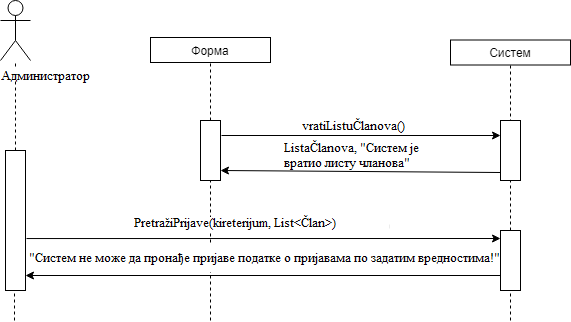 Форма
Систем
Администратор
vratiListuČlanova()
ListaČlanova, "Систем је
вратио листу чланова"
PretražiPrijave(kireterijum, List<Član>)
"Систем не може да пронађе пријаве податке о пријавама по задатим вредностима!"